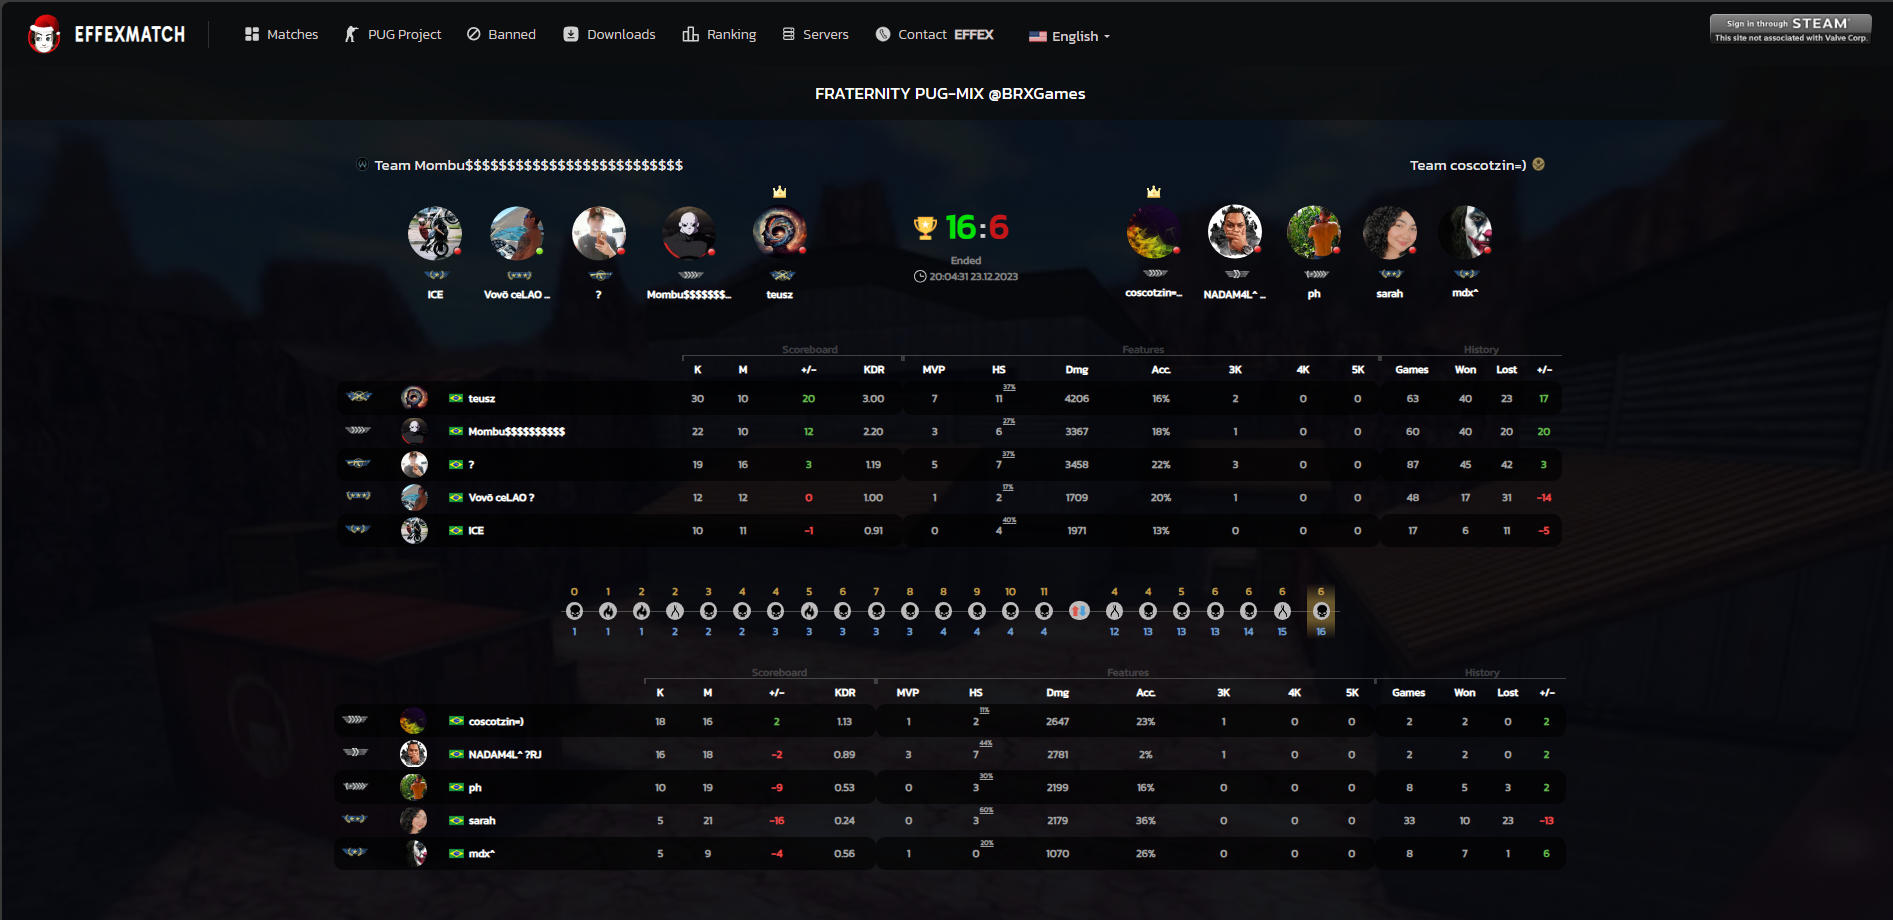 EFFEXMATCH Matches PUG Project Banned Downloads Ranking Servers Contact EFFEX English
Sign in through STEAM
This site not associated with Valve Corp.
FRATERNITY PUG-MIX @BRXGames
Team Mombu$$$$$$$$$$$$$$$$$$$$$$$$$$
Team coscotzin=)
16:6
Ended
20:04:31 23.12.2023
ICE Vovô ceLAO ... ? Mombu$$$$$$$... teusz
coscotzin=... NADAM4L^ ... ph sarah mdx^
Scoreboard Features History
K M +/- KDR MVP HS Dmg Acc. 3K 4K 5K Games Won Lost +/-
teusz 30 10 20 3.00 7 11 37% 4206 16% 2 0 0 63 40 23 17
Mombu$$$$$$$$$$ 22 10 12 2.20 3 6 27% 3367 18% 1 0 0 60 40 20 20
? 19 16 3 1.19 5 7 37% 3458 22% 3 0 0 87 45 42 3
Vovô ceLAO ? 12 12 0 1.00 1 2 17% 1709 20% 1 0 0 48 17 31 -14
ICE 10 11 -1 0.91 0 4 40% 1971 13% 0 0 0 17 6 11 -5
0 1 2 2 3 4 4 5 6 7 8 8 9 10 11 4 4 5 6 6 6 6
1 1 1 2 2 2 3 3 3 3 3 4 4 4 4 12 13 13 13 14 15 16
Scoreboard Features History
K M +/- KDR MVP HS Dmg Acc. 3K 4K 5K Games Won Lost +/-
coscotzin=) 18 16 2 1.13 1 2 11% 2647 23% 1 0 0 2 2 0 2
NADAM4L^ ?RJ 16 18 -2 0.89 3 7 44% 2781 2% 1 0 0 2 2 0 2
ph 10 19 -9 0.53 0 3 30% 2199 16% 0 0 0 8 5 3 2
sarah 5 21 -16 0.24 0 3 60% 2179 36% 0 0 0 33 10 23 -13
mdx^ 5 9 -4 0.56 1 0 20% 1070 26% 0 0 0 8 7 1 6